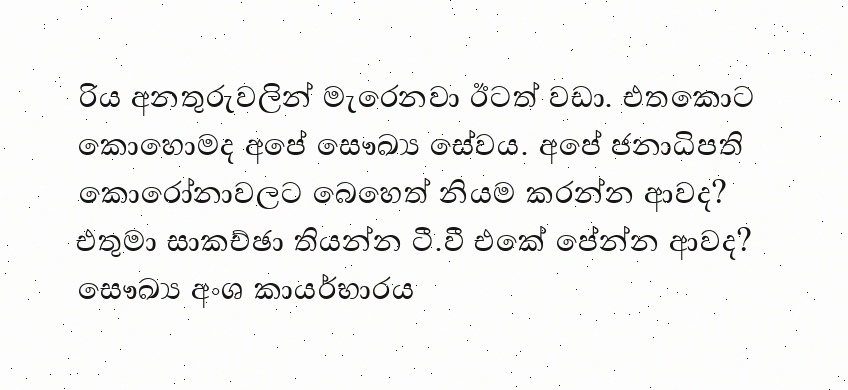 රිය අනතුරුවලින් මැරෙනවා ඊටත් වඩා. එතකොට
කොහොමද අපේ සෞඛ්‍ය සේවය. අපේ ජනාධිපති
කොරෝනාවලට බෙහෙත් නියම කරන්න ආවද?
එතුමා සාකච්ඡා තියන්න ටී.වී එකේ පේන්න ආවද?
සෞඛ්‍ය අංශ කායර්භාරය